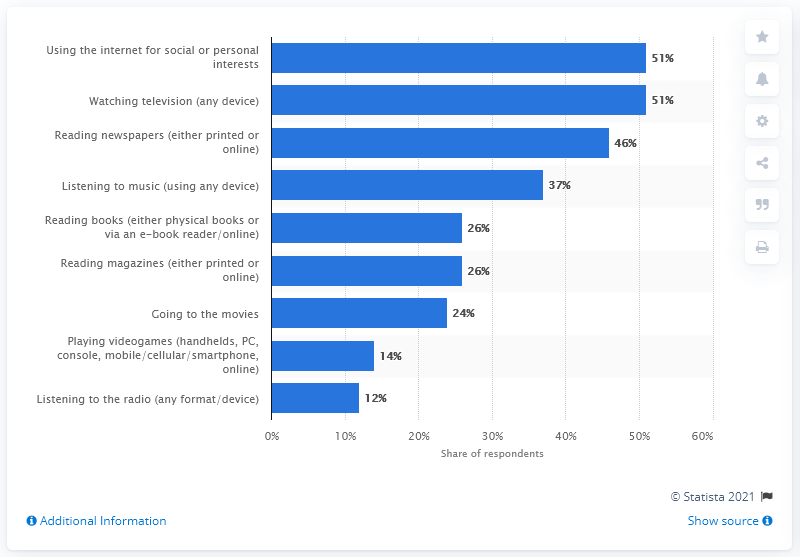 Using the internet for social or personal
interests
51%
Watching television (any device)
51%
Reading newspapers (either printed or
online)
46%
Listening to music (using any device)
37%
Reading books (either physical books or
via an e-book reader/online)
26%
Reading magazines (either printed or
online)
26%
Going to the movies
24%
Playing videogames (handhelds, PC,
console, mobile/cellular/smartphone,
online)
14%
Listening to the radio (any format/device)
12%
0% 10% 20% 30% 40% 50% 60%
Share of respondents
© Statista 2021
Additional Information
Show source